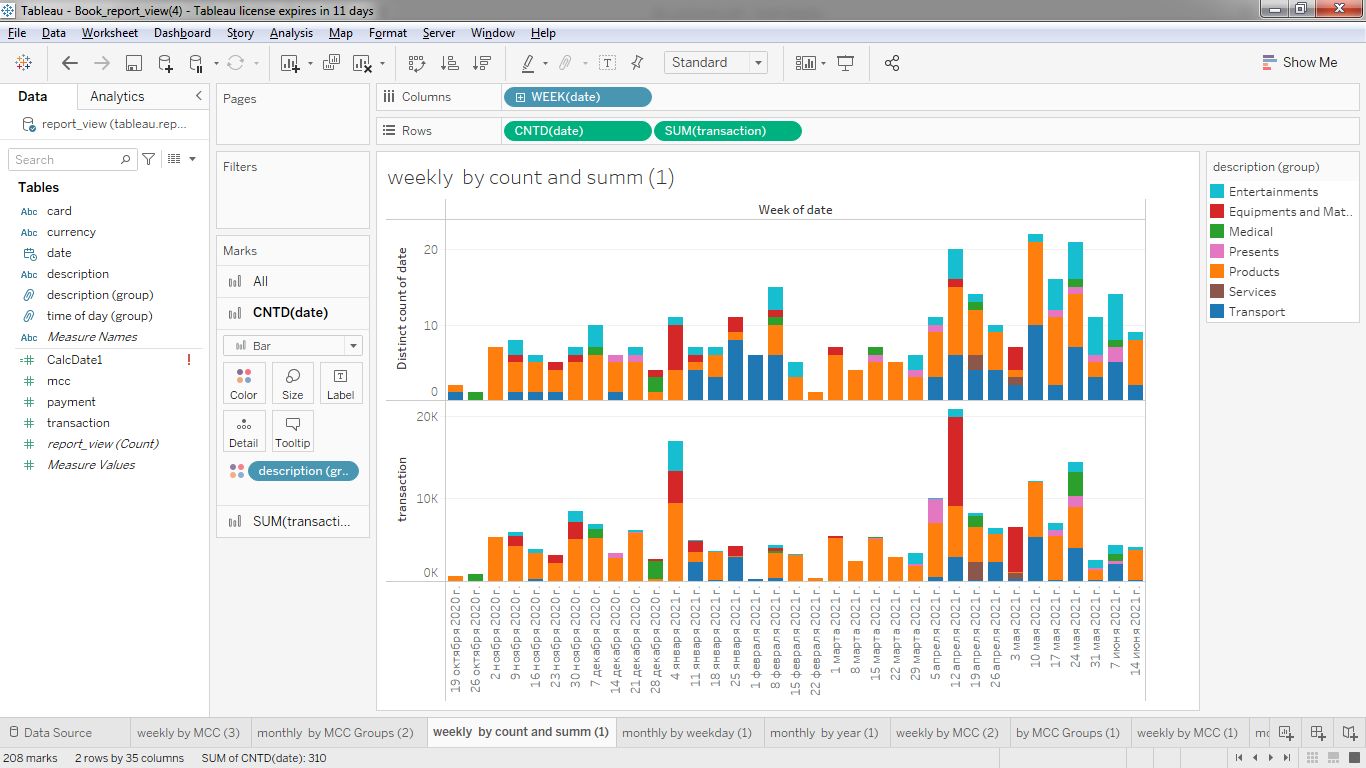 Tableau - Book_report_view(4) - Tableau license expires in 11 days
File Data Worksheet Dashboard Story Analysis Map Format Server Window Help
Standard
Show Me
Data Analytics
report_view (tableau.rep...
Search
Tables
Abc card
Abc currency
date
Abc description
description (group)
time of day (group)
Abc Measure Names
CalcDate1 !
mcc
payment
transaction
report_view (Count)
Measure Values
Pages
Filters
Marks
All
CNTD(date)
Bar
Color Size Label
Detail Tooltip
description (gr..
SUM(transacti...
Columns WEEK(date)
Rows CNTD(date) SUM(transaction)
weekly  by count and summ (1)
Week of date
Distinct count of date
20
10
0
transaction
20K
10K
0K
19 октября 2020 г.
26 октября 2020 г.
2 ноября 2020 г.
9 ноября 2020 г.
16 ноября 2020 г.
23 ноября 2020 г.
30 ноября 2020 г.
7 декабря 2020 г.
14 декабря 2020 г.
21 декабря 2020 г.
28 декабря 2020 г.
4 января 2021 г.
11 января 2021 г.
18 января 2021 г.
25 января 2021 г.
1 февраля 2021 г.
8 февраля 2021 г.
15 февраля 2021 г.
22 февраля 2021 г.
1 марта 2021 г.
8 марта 2021 г.
15 марта 2021 г.
22 марта 2021 г.
29 марта 2021 г.
5 апреля 2021 г.
12 апреля 2021 г.
19 апреля 2021 г.
26 апреля 2021 г.
3 мая 2021 г.
10 мая 2021 г.
17 мая 2021 г.
24 мая 2021 г.
31 мая 2021 г.
7 июня 2021 г.
14 июня 2021 г.
description (group)
Entertainments
Equipments and Mat..
Medical
Presents
Products
Services
Transport
Data Source weekly by MCC (3) monthly  by MCC Groups (2) weekly  by count and summ (1) monthly by weekday (1) monthly  by year (1) weekly by MCC (2) by MCC Groups (1) weekly by MCC (1) mo
208 marks 2 rows by 35 columns SUM of CNTD(date): 310